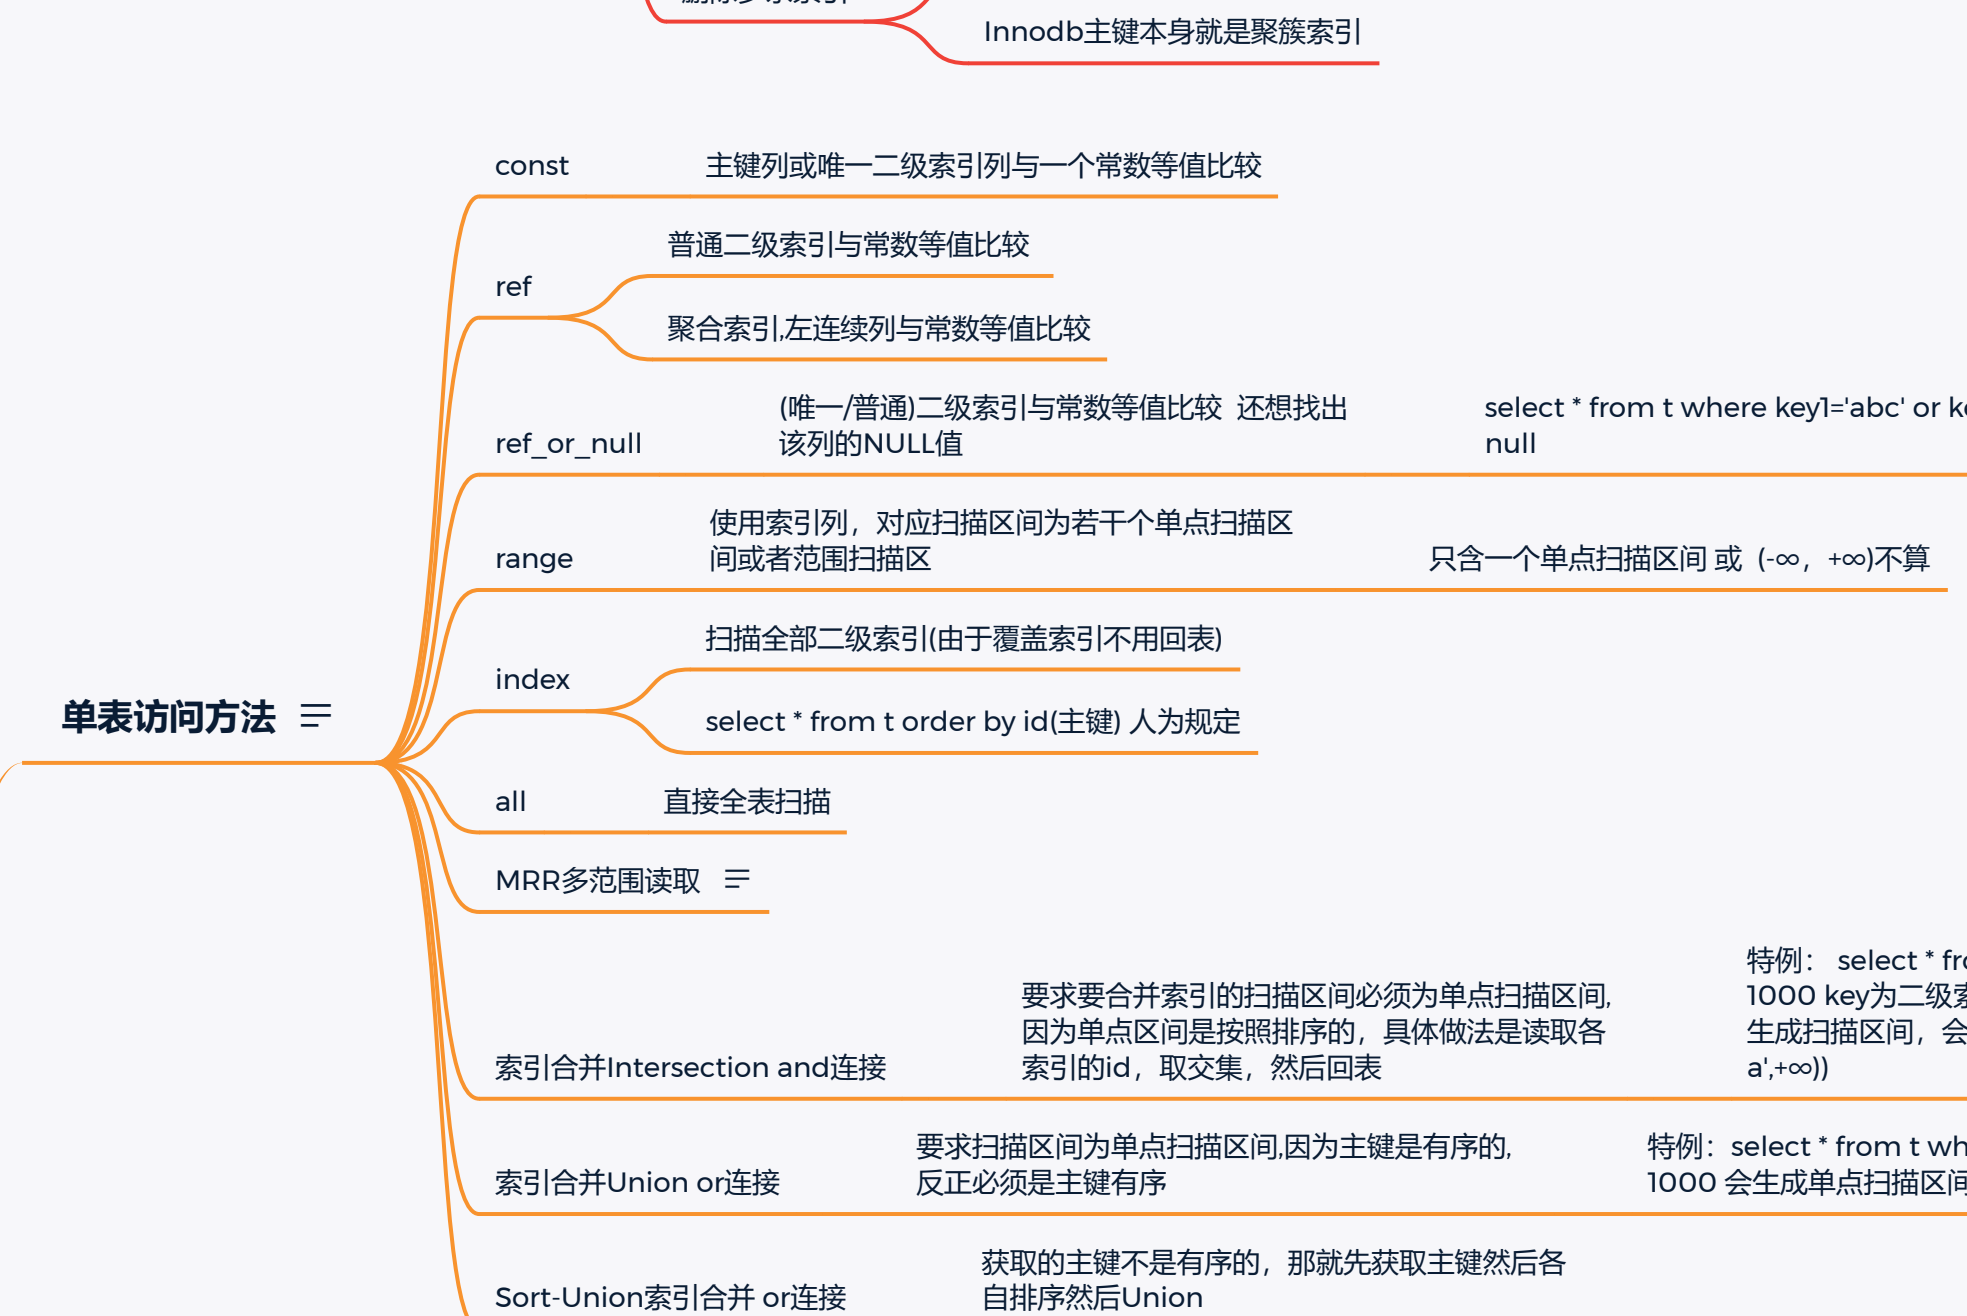 Innodb主键本身就是聚簇索引
const
主键列或唯一二级索引列与一个常数等值比较
普通二级索引与常数等值比较
ref
聚合索引,左连续列与常数等值比较
(唯一/普通)二级索引与常数等值比较 还想找出
该列的NULL值
ref_or_null
select * from t where key1='abc' or
null
使用索引列，对应扫描区间为若干个单点扫描区
间或者范围扫描区
range
只含一个单点扫描区间 或 (-∞，+∞)不算
扫描全部二级索引(由于覆盖索引不用回表)
index
select * from t order by id(主键) 人为规定
单表访问方法
all
直接全表扫描
MRR多范围读取
索引合并Intersection and连接
要求要合并索引的扫描区间必须为单点扫描区间,
因为单点区间是按照排序的，具体做法是读取各
索引的id，取交集，然后回表
特例： select *
1000 key为二级
生成扫描区间，会
a',+∞))
索引合并Union or连接
要求扫描区间为单点扫描区间,因为主键是有序的,
反正必须是主键有序
特例：select * from t
1000 会生成单点扫描区间
Sort-Union索引合并 or连接
获取的主键不是有序的，那就先获取主键然后各
自排序然后Union